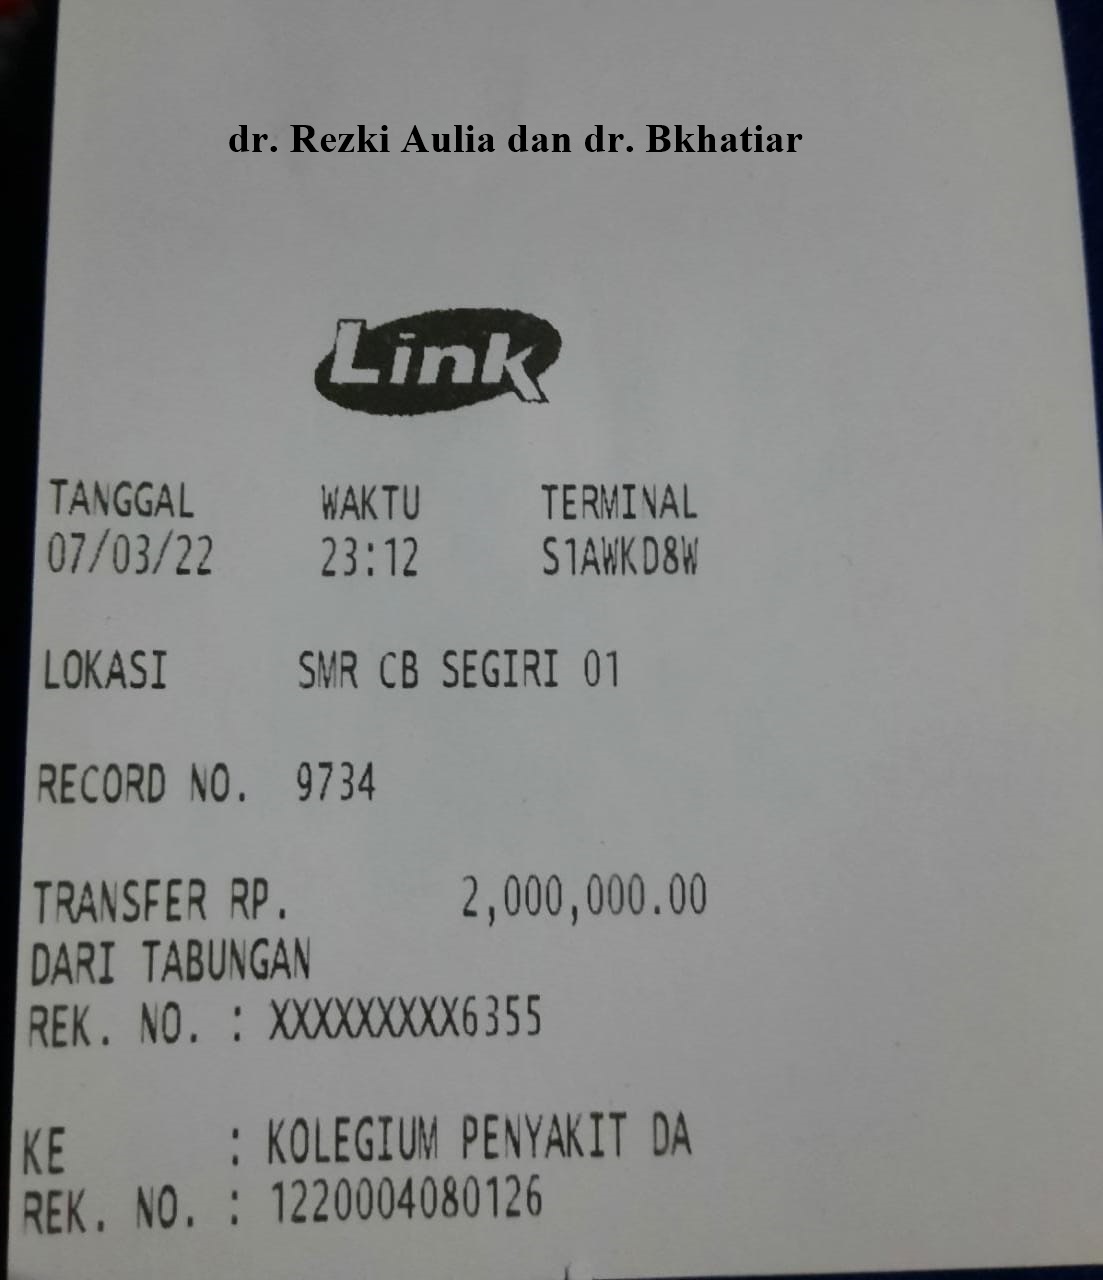 dr. Rezki Aulia dan dr. Bkhatiar
Link
TANGGAL WAKTU TERMINAL
07/03/22 23:12 S1AWKD8W
LOKASI SMR CB SEGIRI 01
RECORD NO. 9734
TRANSFER RP. 2,000,000.00
DARI TABUNGAN
REK. NO. : XXXXXXXXX6355
KE : KOLEGIUM PENYAKIT DA
REK. NO. : 1220004080126